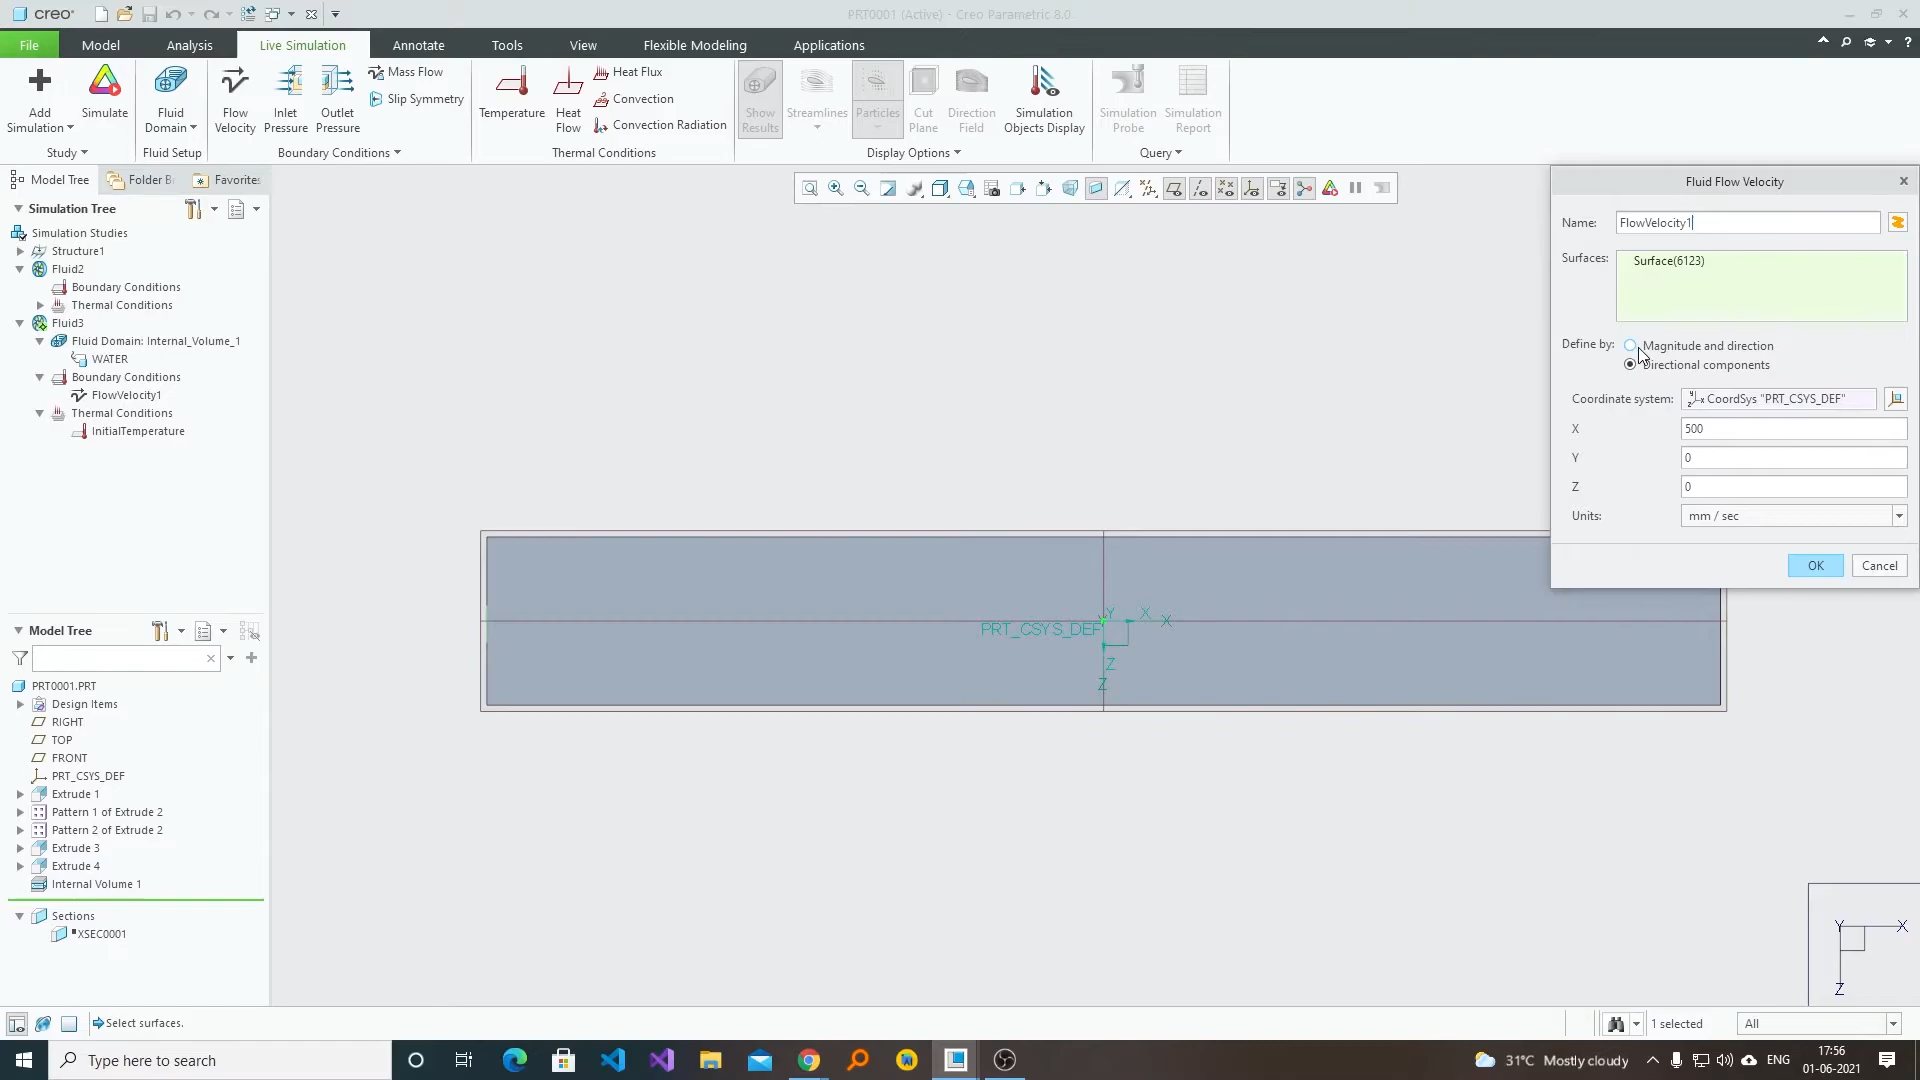 creo
PRT0001 (Active) - Creo Parametric 8.0
File
Model
Analysis
Live Simulation
Annotate
Tools
View
Flexible Modeling
Applications
Add
Simulation
Simulate
Fluid
Domain
Flow
Velocity
Inlet
Pressure
Outlet
Pressure
Mass Flow
Slip Symmetry
Temperature
Heat
Flow
Heat Flux
Convection
Convection Radiation
Show
Results
Streamlines
Particles
Cut
Plane
Direction
Field
Simulation
Objects Display
Simulation
Probe
Simulation
Report
Study
Fluid Setup
Boundary Conditions
Thermal Conditions
Display Options
Query
Model Tree
Folder Br
Favorites
Simulation Tree
Simulation Studies
Structure1
Fluid2
Boundary Conditions
Thermal Conditions
Fluid3
Fluid Domain: Internal_Volume_1
WATER
Boundary Conditions
FlowVelocity1
Thermal Conditions
InitialTemperature
Model Tree
PRT0001.PRT
Design Items
RIGHT
TOP
FRONT
PRT_CSYS_DEF
Extrude 1
Pattern 1 of Extrude 2
Pattern 2 of Extrude 2
Extrude 3
Extrude 4
Internal Volume 1
Sections
XSEC0001
PRT_CSYS_DEF
Y
X
X
Z
Z
Fluid Flow Velocity
Name:
FlowVelocity1
Surfaces:
Surface(6123)
Define by:
Magnitude and direction
Directional components
Coordinate system:
CoordSys "PRT_CSYS_DEF"
X
500
Y
0
Z
0
Units:
mm / sec
OK
Cancel
Y
X
Z
Select surfaces.
1 selected
All
Type here to search
31°C Mostly cloudy
ENG
17:56
01-06-2021